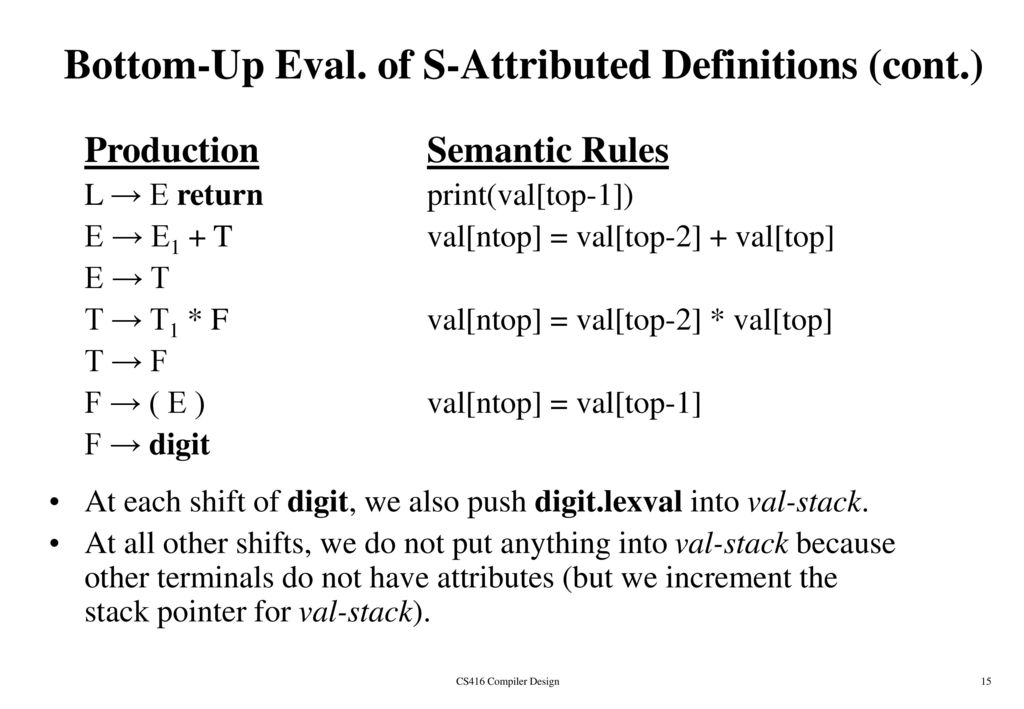 Bottom-Up Eval. of S-Attributed Definitions (cont.)
Production Semantic Rules
L → E return print(val[top-1])
E → E1 + T val[ntop] = val[top-2] + val[top]
E → T
T → T1 * F val[ntop] = val[top-2] * val[top]
T → F
F → ( E ) val[ntop] = val[top-1]
F → digit
• At each shift of digit, we also push digit.lexval into val-stack.
• At all other shifts, we do not put anything into val-stack because
other terminals do not have attributes (but we increment the
stack pointer for val-stack).
CS416 Compiler Design 15